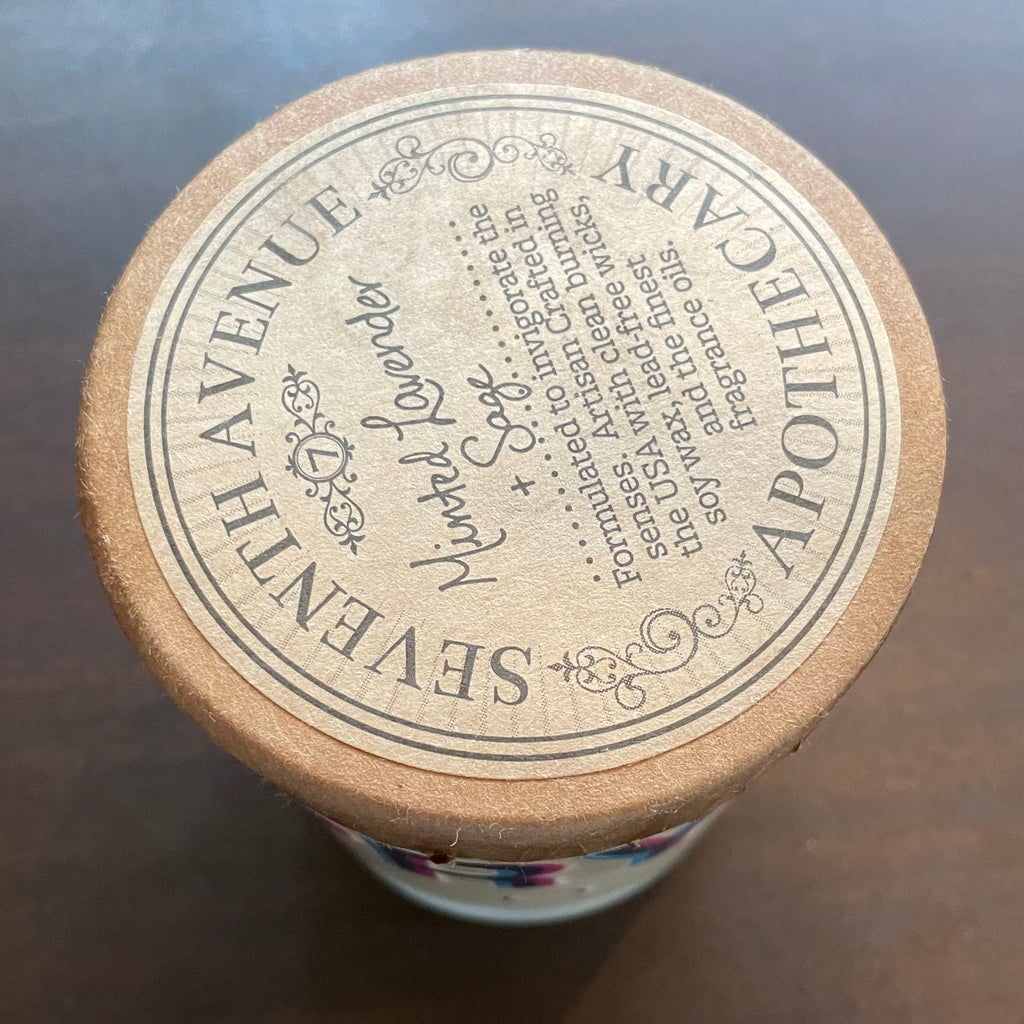 SEVENTH AVENUE
APOTHECARY
7
Minted Lavender
+ Sage
Formulated to invigorate the
senses. Artisan Crafted in
the USA with clean burning
soy wax, lead-free wicks,
and the finest
fragrance oils.